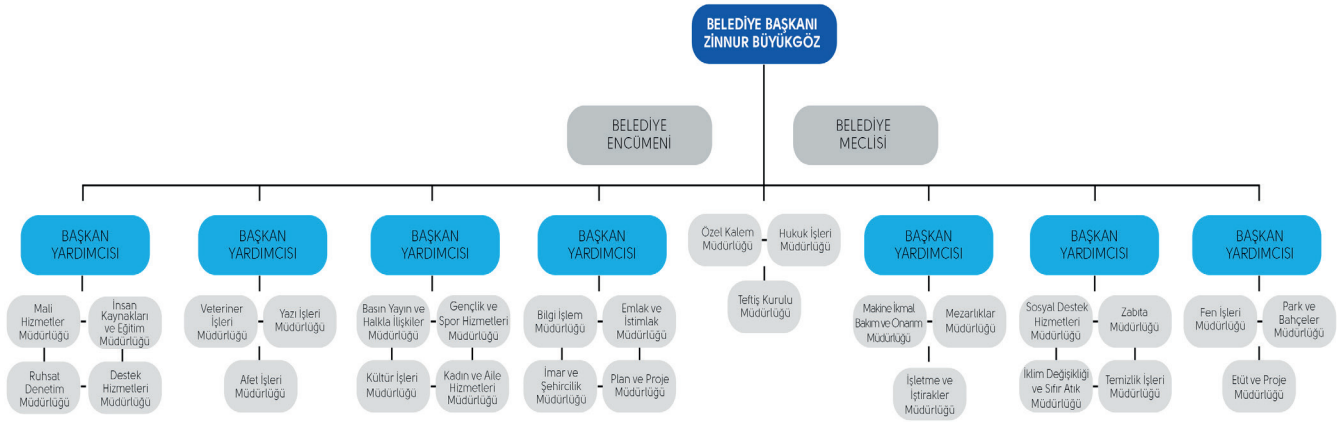 BELEDİYE BAŞKANI
ZİNNUR BÜYÜKGÖZ
BELEDİYE
ENCÜMENİ
BELEDİYE
MECLİSİ
BAŞKAN
YARDIMCISI
Mali
Hizmetler
Müdürlüğü
İnsan
Kaynakları
ve Eğitim
Müdürlüğü
Ruhsat
Denetim
Müdürlüğü
Destek
Hizmetleri
Müdürlüğü
BAŞKAN
YARDIMCISI
Veteriner
İşleri
Müdürlüğü
Yazı İşleri
Müdürlüğü
Afet İşleri
Müdürlüğü
BAŞKAN
YARDIMCISI
Basın Yayın ve
Halkla İlişkiler
Müdürlüğü
Gençlik ve
Spor Hizmetleri
Müdürlüğü
Kültür İşleri
Müdürlüğü
Kadın ve Aile
Hizmetleri
Müdürlüğü
BAŞKAN
YARDIMCISI
Bilgi İşlem
Müdürlüğü
Emlak ve
İstimlak
Müdürlüğü
İmar ve
Şehircilik
Müdürlüğü
Plan ve Proje
Müdürlüğü
Özel Kalem
Müdürlüğü
Hukuk İşleri
Müdürlüğü
Teftiş Kurulu
Müdürlüğü
BAŞKAN
YARDIMCISI
Makine İkmal
Bakım ve Onarım
Müdürlüğü
Mezarlıklar
Müdürlüğü
İşletme ve
İştirakler
Müdürlüğü
BAŞKAN
YARDIMCISI
Sosyal Destek
Hizmetleri
Müdürlüğü
Zabıta
Müdürlüğü
İklim Değişikliği
ve Sıfır Atık
Müdürlüğü
Temizlik İşleri
Müdürlüğü
BAŞKAN
YARDIMCISI
Fen İşleri
Müdürlüğü
Park ve
Bahçeler
Müdürlüğü
Etüt ve Proje
Müdürlüğü